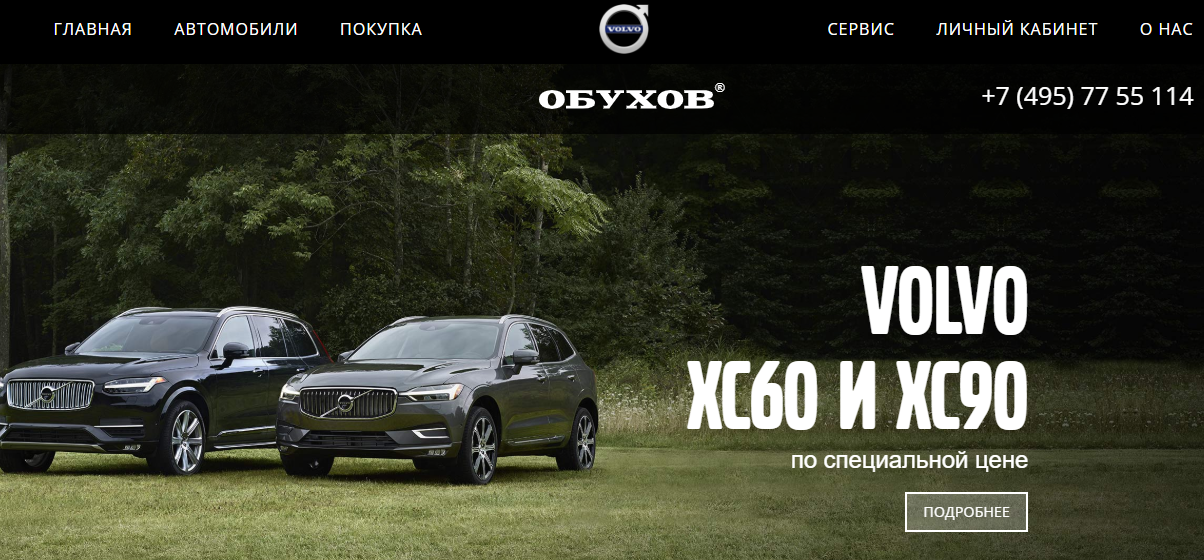 ГЛАВНАЯ АВТОМОБИЛИ ПОКУПКА VOLVO СЕРВИС ЛИЧНЫЙ КАБИНЕТ О НАС
ОБУХОВ® +7 (495) 77 55 114
VOLVO
XC60 И XC90
по специальной цене
ПОДРОБНЕЕ